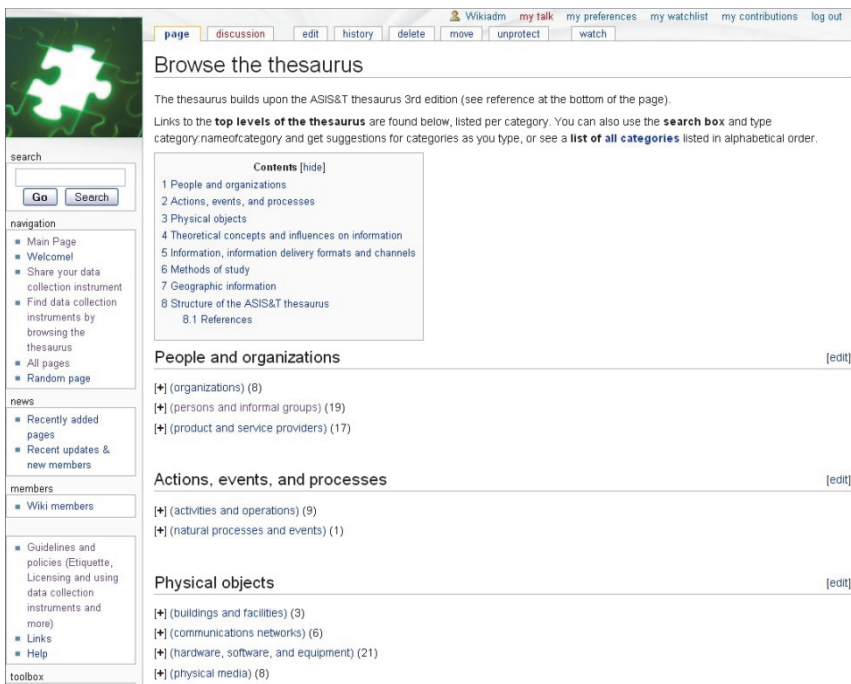 Wikiadm my talk my preferences my watchlist my contributions log out
page discussion edit history delete move unprotect watch
Browse the thesaurus
The thesaurus builds upon the ASIS&T thesaurus 3rd edition (see reference at the bottom of the page).
Links to the top levels of the thesaurus are found below, listed per category. You can also use the search box and type
category:nameofcategory and get suggestions for categories as you type, or see a list of all categories listed in alphabetical order.
Contents [hide]
1 People and organizations
2 Actions, events, and processes
3 Physical objects
4 Theoretical concepts and influences on information
5 Information, information delivery formats and channels
6 Methods of study
7 Geographic information
8 Structure of the ASIS&T thesaurus
8.1 References
People and organizations [edit]
[+] (organizations) (8)
[+] (persons and informal groups) (19)
[+] (product and service providers) (17)
Actions, events, and processes [edit]
[+] (activities and operations) (9)
[+] (natural processes and events) (1)
Physical objects [edit]
[+] (buildings and facilities) (3)
[+] (communications networks) (6)
[+] (hardware, software, and equipment) (21)
[+] (physical media) (8)
search
Go Search
navigation
Main Page
Welcome!
Share your data
collection instrument
Find data collection
instruments by
browsing the
thesaurus
All pages
Random page
news
Recently added
pages
Recent updates &
new members
members
Wiki members
Guidelines and
policies (Etiquette,
Licensing and using
data collection
instruments and
more)
Links
Help
toolbox